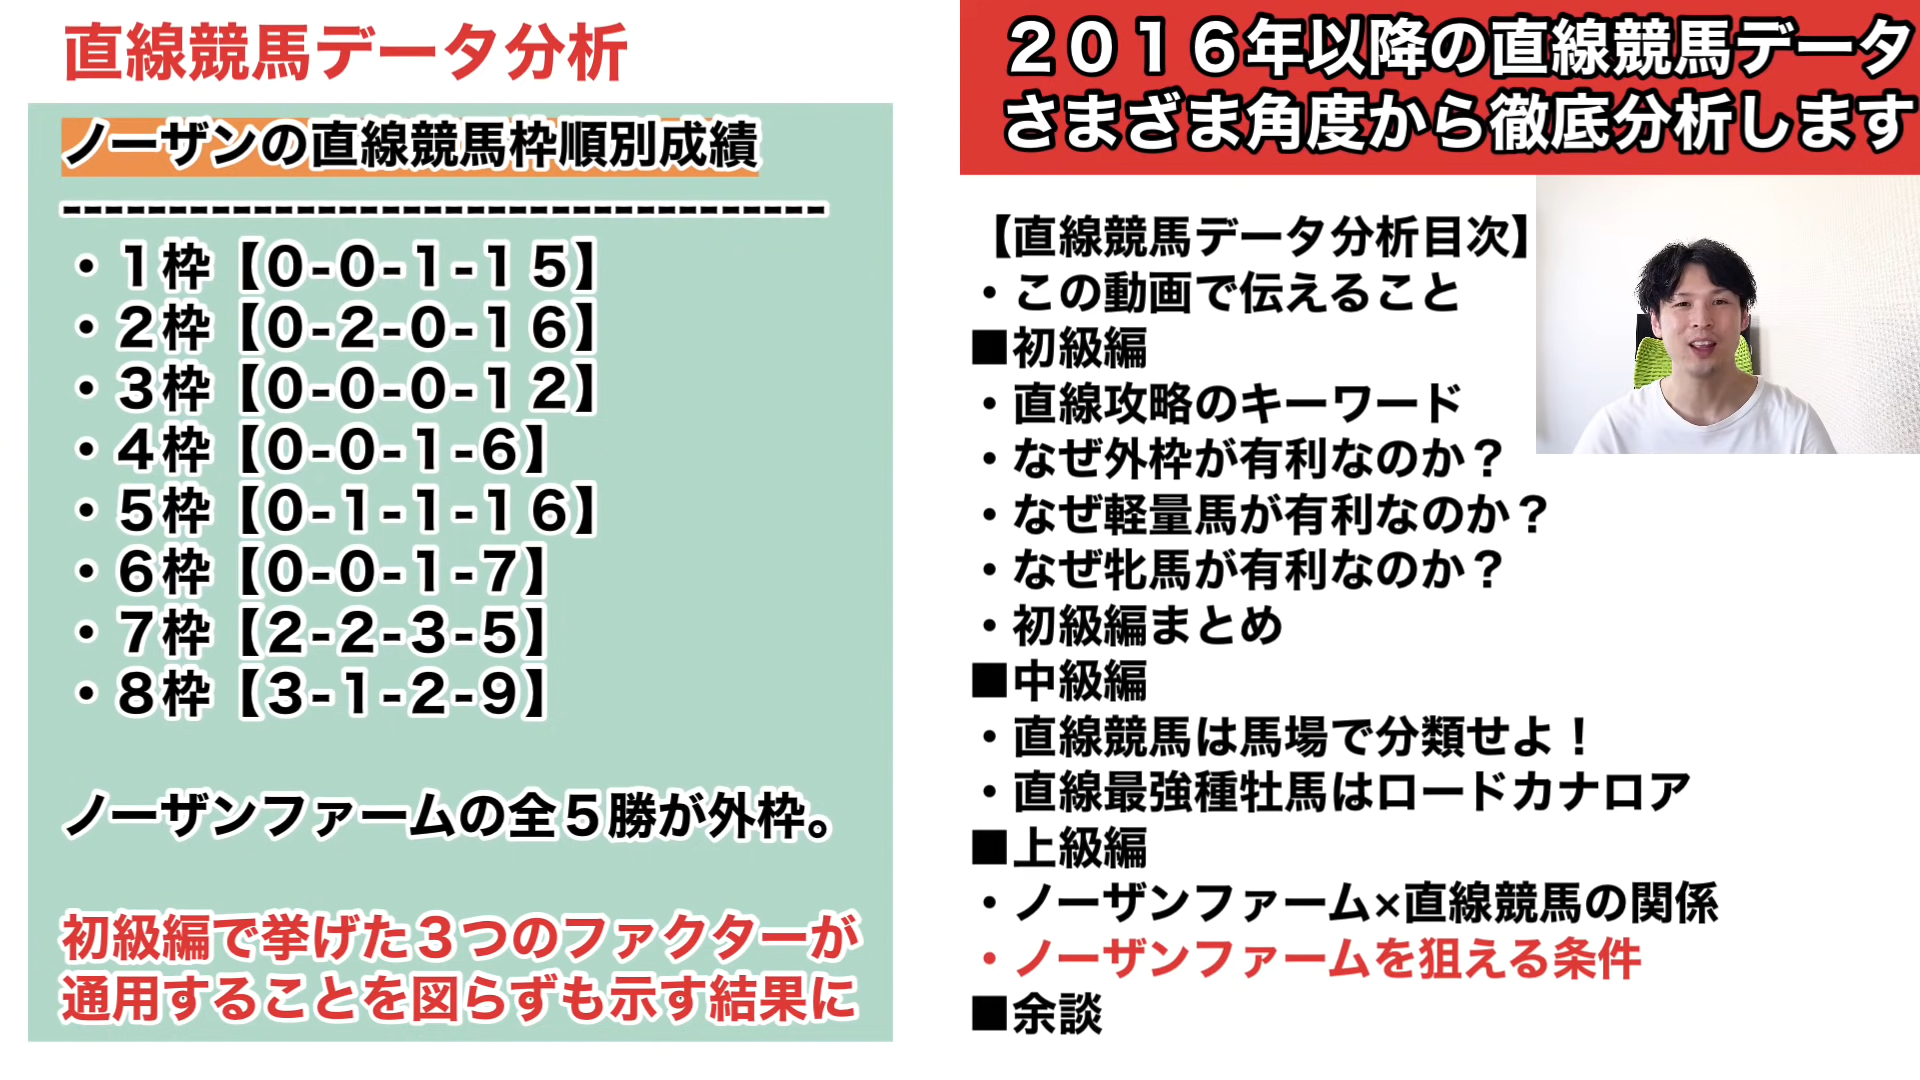 直線競馬データ分析
ノーザンの直線競馬枠順別成績
------------------------------------
・1枠【0-0-1-15】
・2枠【0-2-0-16】
・3枠【0-0-0-12】
・4枠【0-0-1-6】
・5枠【0-1-1-16】
・6枠【0-0-1-7】
・7枠【2-2-3-5】
・8枠【3-1-2-9】
ノーザンファームの全5勝が外枠。
初級編で挙げた3つのファクターが
通用することを図らずも示す結果に
2016年以降の直線競馬データ
さまざま角度から徹底分析します
【直線競馬データ分析目次】
・この動画で伝えること
■初級編
・直線攻略のキーワード
・なぜ外枠が有利なのか?
・なぜ軽量馬が有利なのか?
・なぜ牝馬が有利なのか?
・初級編まとめ
■中級編
・直線競馬は馬場で分類せよ!
・直線最強種牡馬はロードカナロア
■上級編
・ノーザンファーム×直線競馬の関係
・ノーザンファームを狙える条件
■余談